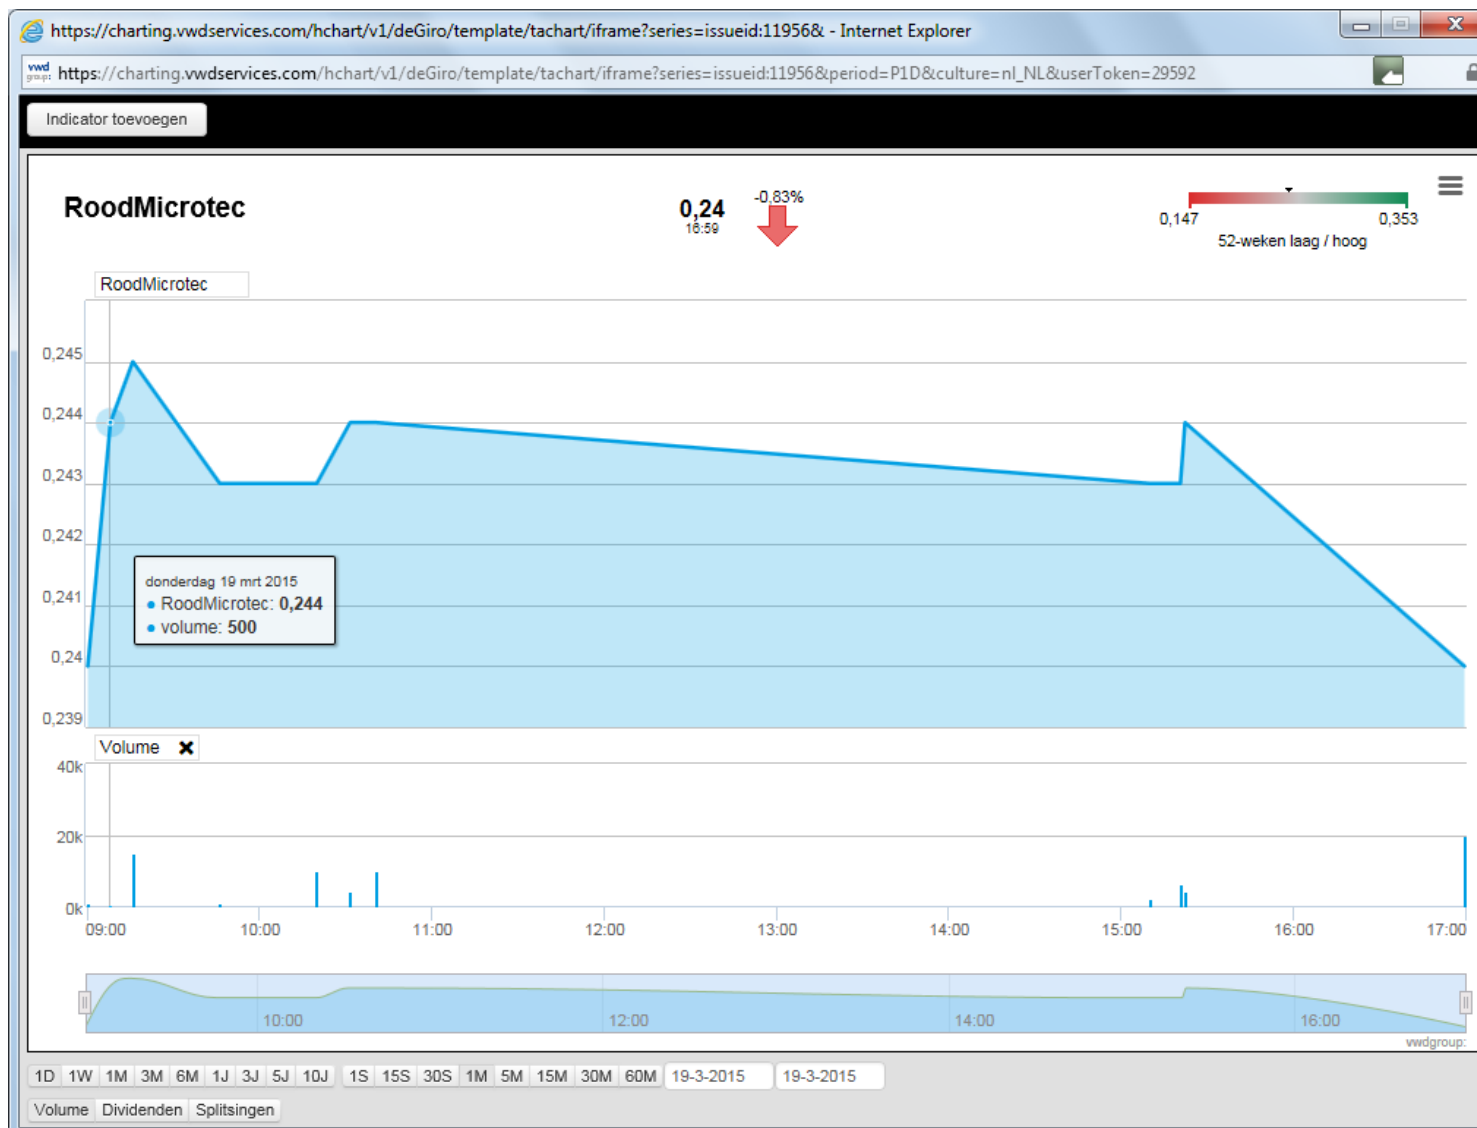 https://charting.vwdservices.com/hchart/v1/deGiro/template/tachart/iframe?series=issueid:11956& - Internet Explorer
vwd group: https://charting.vwdservices.com/hchart/v1/deGiro/template/tachart/iframe?series=issueid:11956&period=P1D&culture=nl_NL&userToken=29592
Indicator toevoegen
RoodMicrotec
0,24
16:59
-0,83%
0,147 0,353
52-weken laag / hoog
RoodMicrotec
0,245
0,244
0,243
0,242
0,241
0,24
0,239
donderdag 19 mrt 2015
• RoodMicrotec: 0,244
• volume: 500
Volume ✖
40k
20k
0k
09:00 10:00 11:00 12:00 13:00 14:00 15:00 16:00 17:00
10:00 12:00 14:00 16:00
vwdgroup:
1D 1W 1M 3M 6M 1J 3J 5J 10J 1S 15S 30S 1M 5M 15M 30M 60M 19-3-2015 19-3-2015
Volume Dividenden Splitsingen